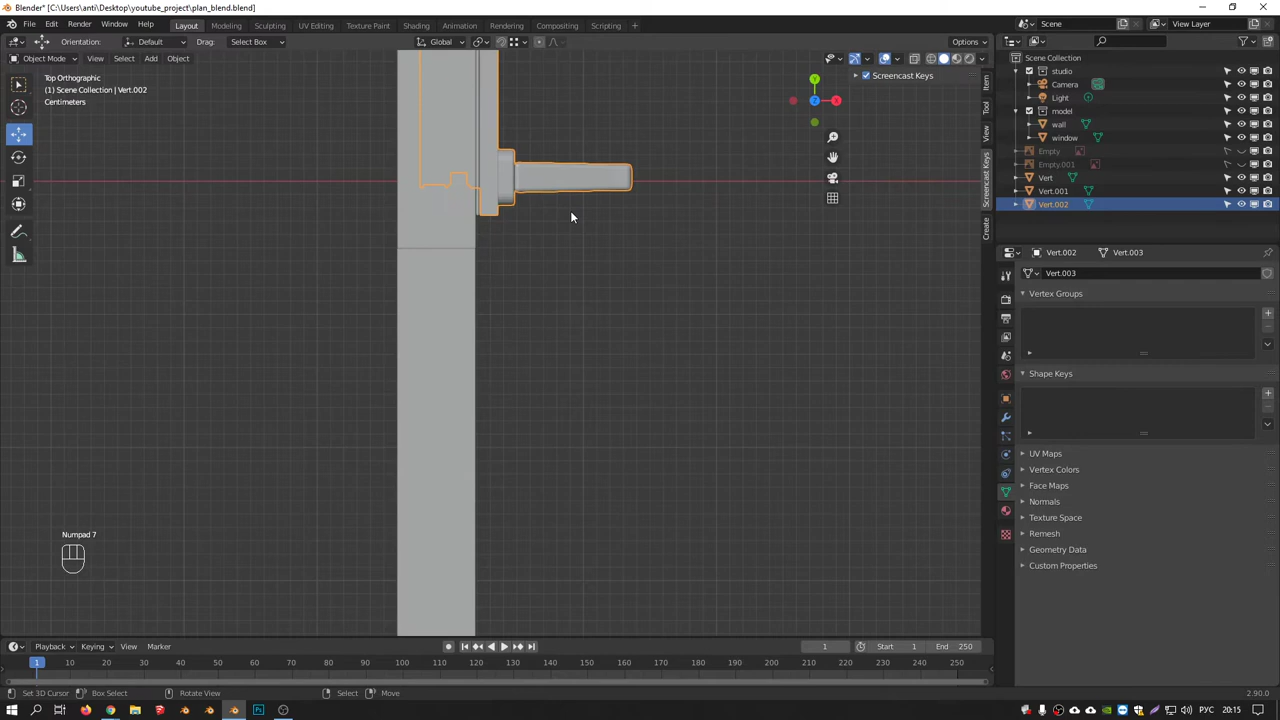 Blender* [C:\Users\anti\Desktop\youtube_project\plan_blend.blend]
File Edit Render Window Help Layout Modeling Sculpting UV Editing Texture Paint Shading Animation Rendering Compositing Scripting Scene View Layer
Orientation: Default Drag: Select Box Global Options
Object Mode View Select Add Object
Top Orthographic
(1) Scene Collection | Vert.002
Centimeters
Screencast Keys
Y
Z
X
Item
Tool
View
Screencast Keys
Create
Numpad 7
Scene Collection
studio
Camera
Light
model
wall
window
Empty
Empty.001
Vert
Vert.001
Vert.002
Vert.002 Vert.003
Vert.003
Vertex Groups
Shape Keys
UV Maps
Vertex Colors
Face Maps
Normals
Texture Space
Remesh
Geometry Data
Custom Properties
Playback Keying View Marker 1 Start 1 End 250
1 10 20 30 40 50 60 70 80 90 100 110 120 130 140 150 160 170 180 190 200 210 220 230 240 250
Set 3D Cursor Box Select Rotate View Select Move 2.90.0
РУС 20:15